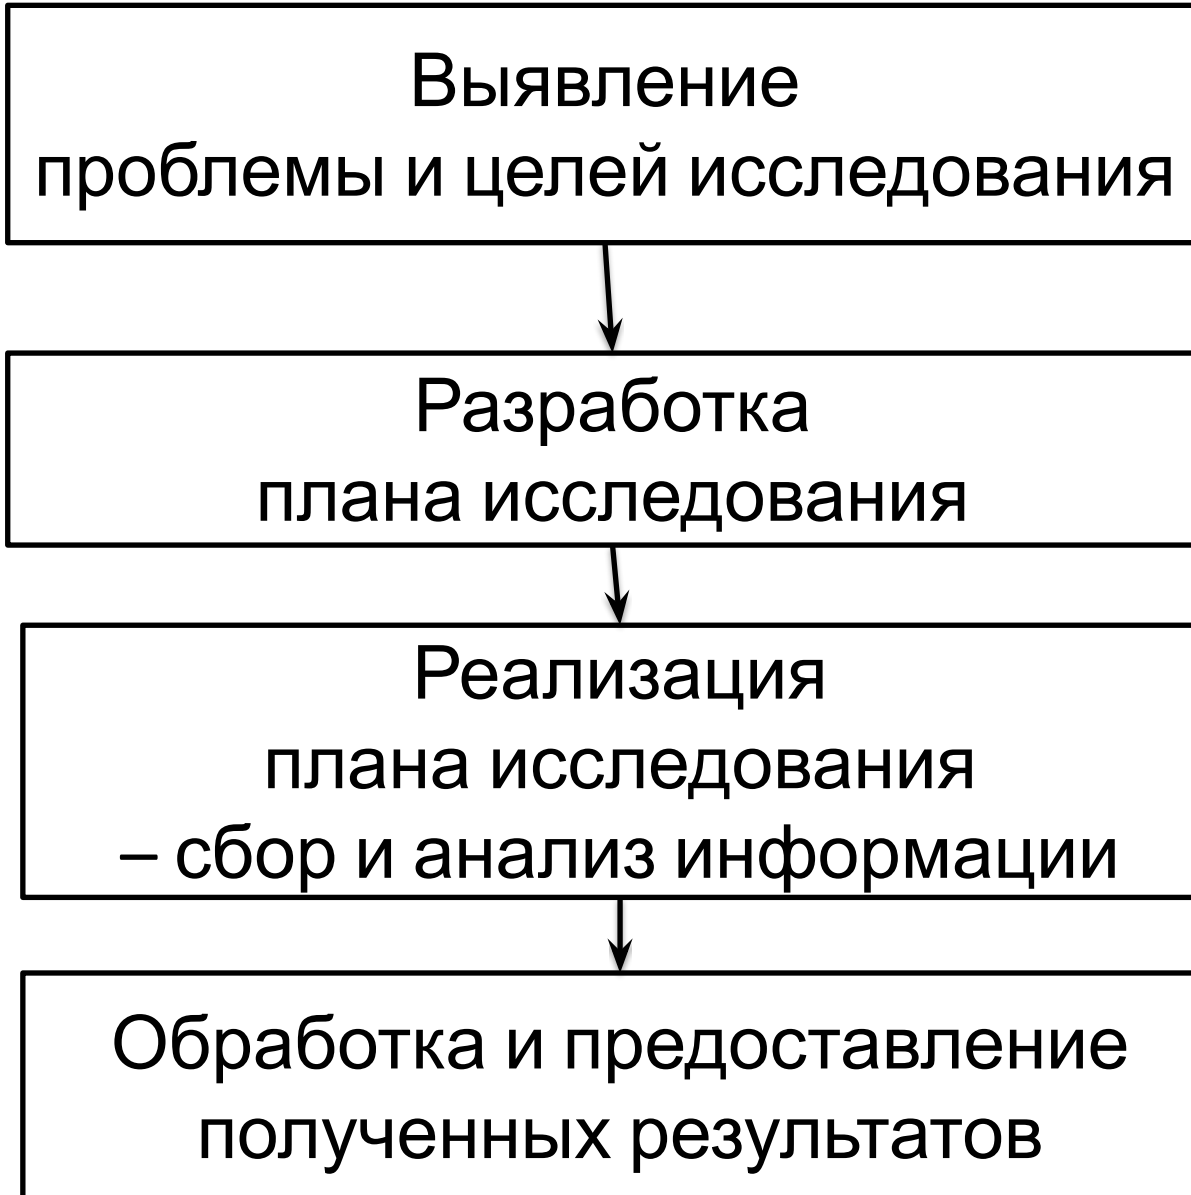 Выявление
проблемы и целей исследования
Разработка
плана исследования
Реализация
плана исследования
– сбор и анализ информации
Обработка и предоставление
полученных результатов